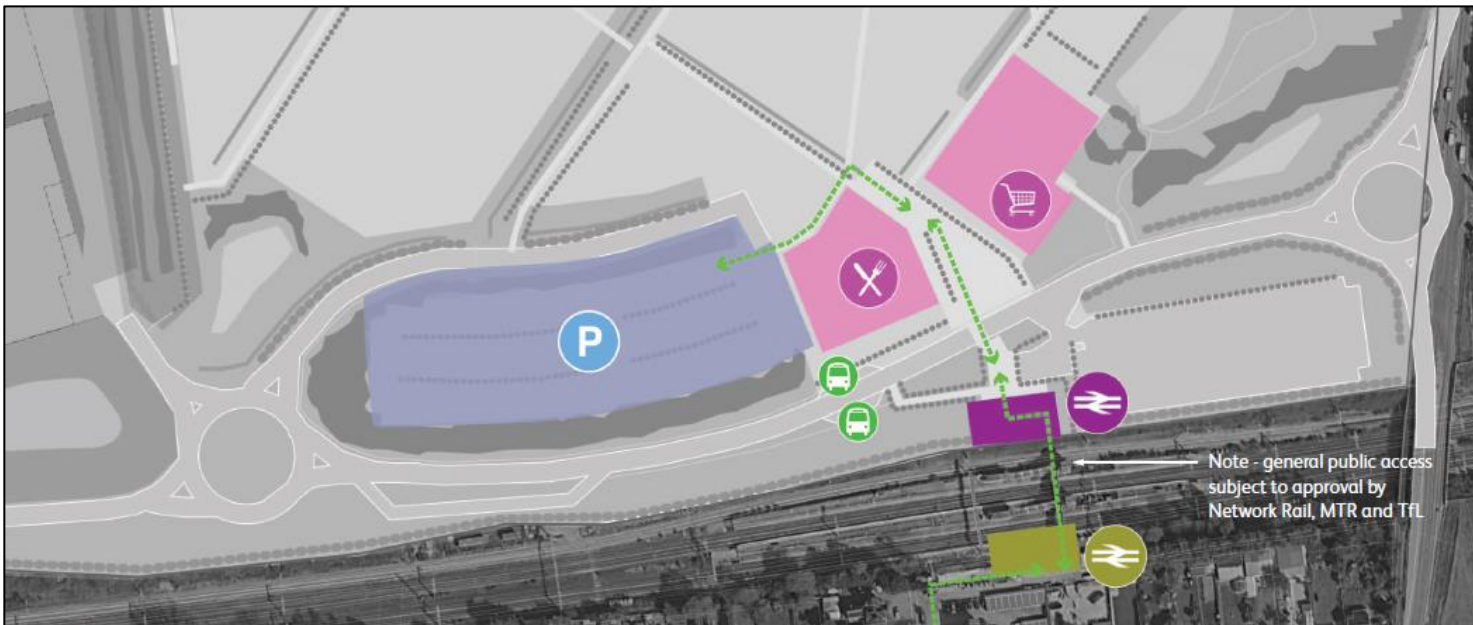 P
Note - general public access
subject to approval by
Network Rail, MTR and TfL